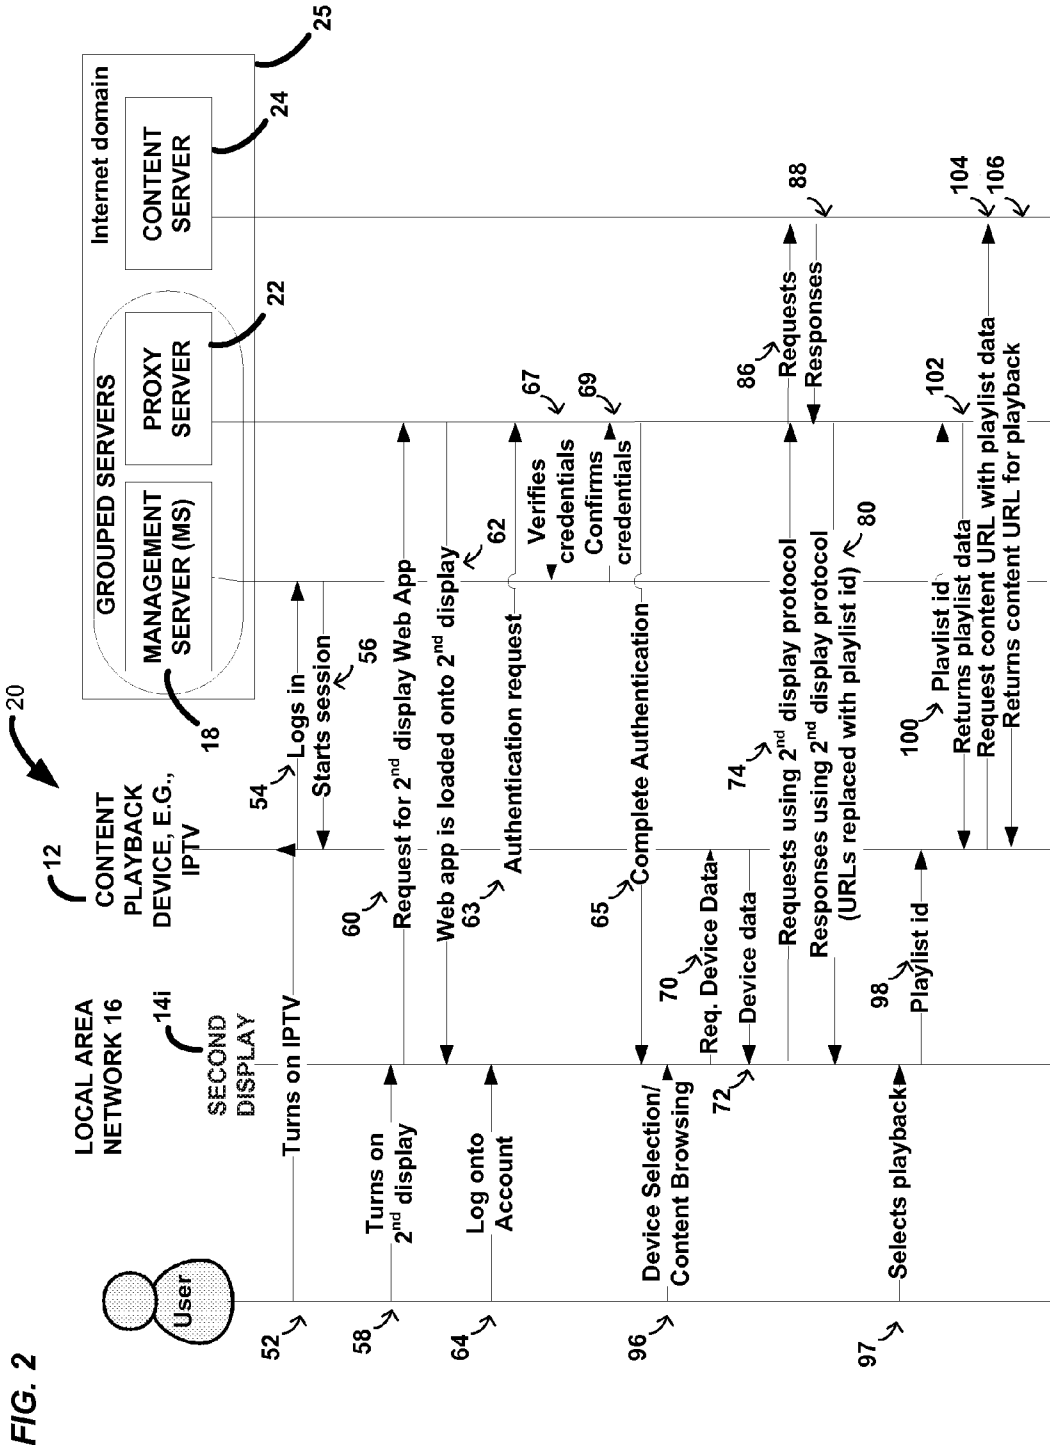 FIG. 2
20
LOCAL AREA
NETWORK 16
12
CONTENT
PLAYBACK
DEVICE, E.G.,
IPTV
14i
SECOND
DISPLAY
User
GROUPED SERVERS
Internet domain
25
MANAGEMENT
SERVER (MS)
18
PROXY
SERVER
22
CONTENT
SERVER
24
52
Turns on IPTV
54
Logs in
Starts session
56
58
Turns on
2nd display
60
Request for 2nd display Web App
Web app is loaded onto 2nd display
62
63
Authentication request
64
Log onto
Account
Verifies
credentials
67
Confirms
credentials
69
65
Complete Authentication
96
Device Selection/
Content Browsing
70
Req. Device Data
Device data
72
74
Requests using 2nd display protocol
86
Requests
Responses
88
Responses using 2nd display protocol
(URLs replaced with playlist id)
80
97
Selects playback
98
Playlist id
100
Plavlist id
Returns playlist data
102
Request content URL with playlist data
104
Returns content URL for playback
106